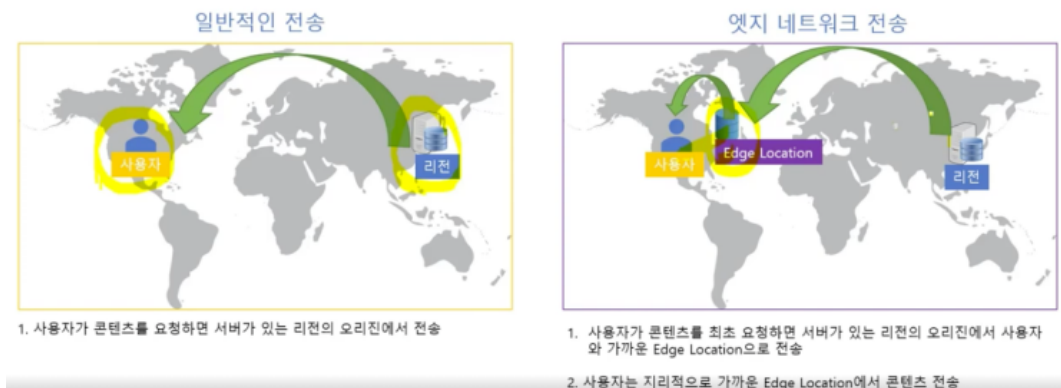 일반적인 전송
사용자
리전
1. 사용자가 콘텐츠를 요청하면 서버가 있는 리전의 오리진에서 전송
엣지 네트워크 전송
사용자
Edge Location
리전
1. 사용자가 콘텐츠를 최초 요청하면 서버가 있는 리전의 오리진에서 사용자
와 가까운 Edge Location으로 전송
2. 사용자는 지리적으로 가까운 Edge Location에서 콘텐츠 전송